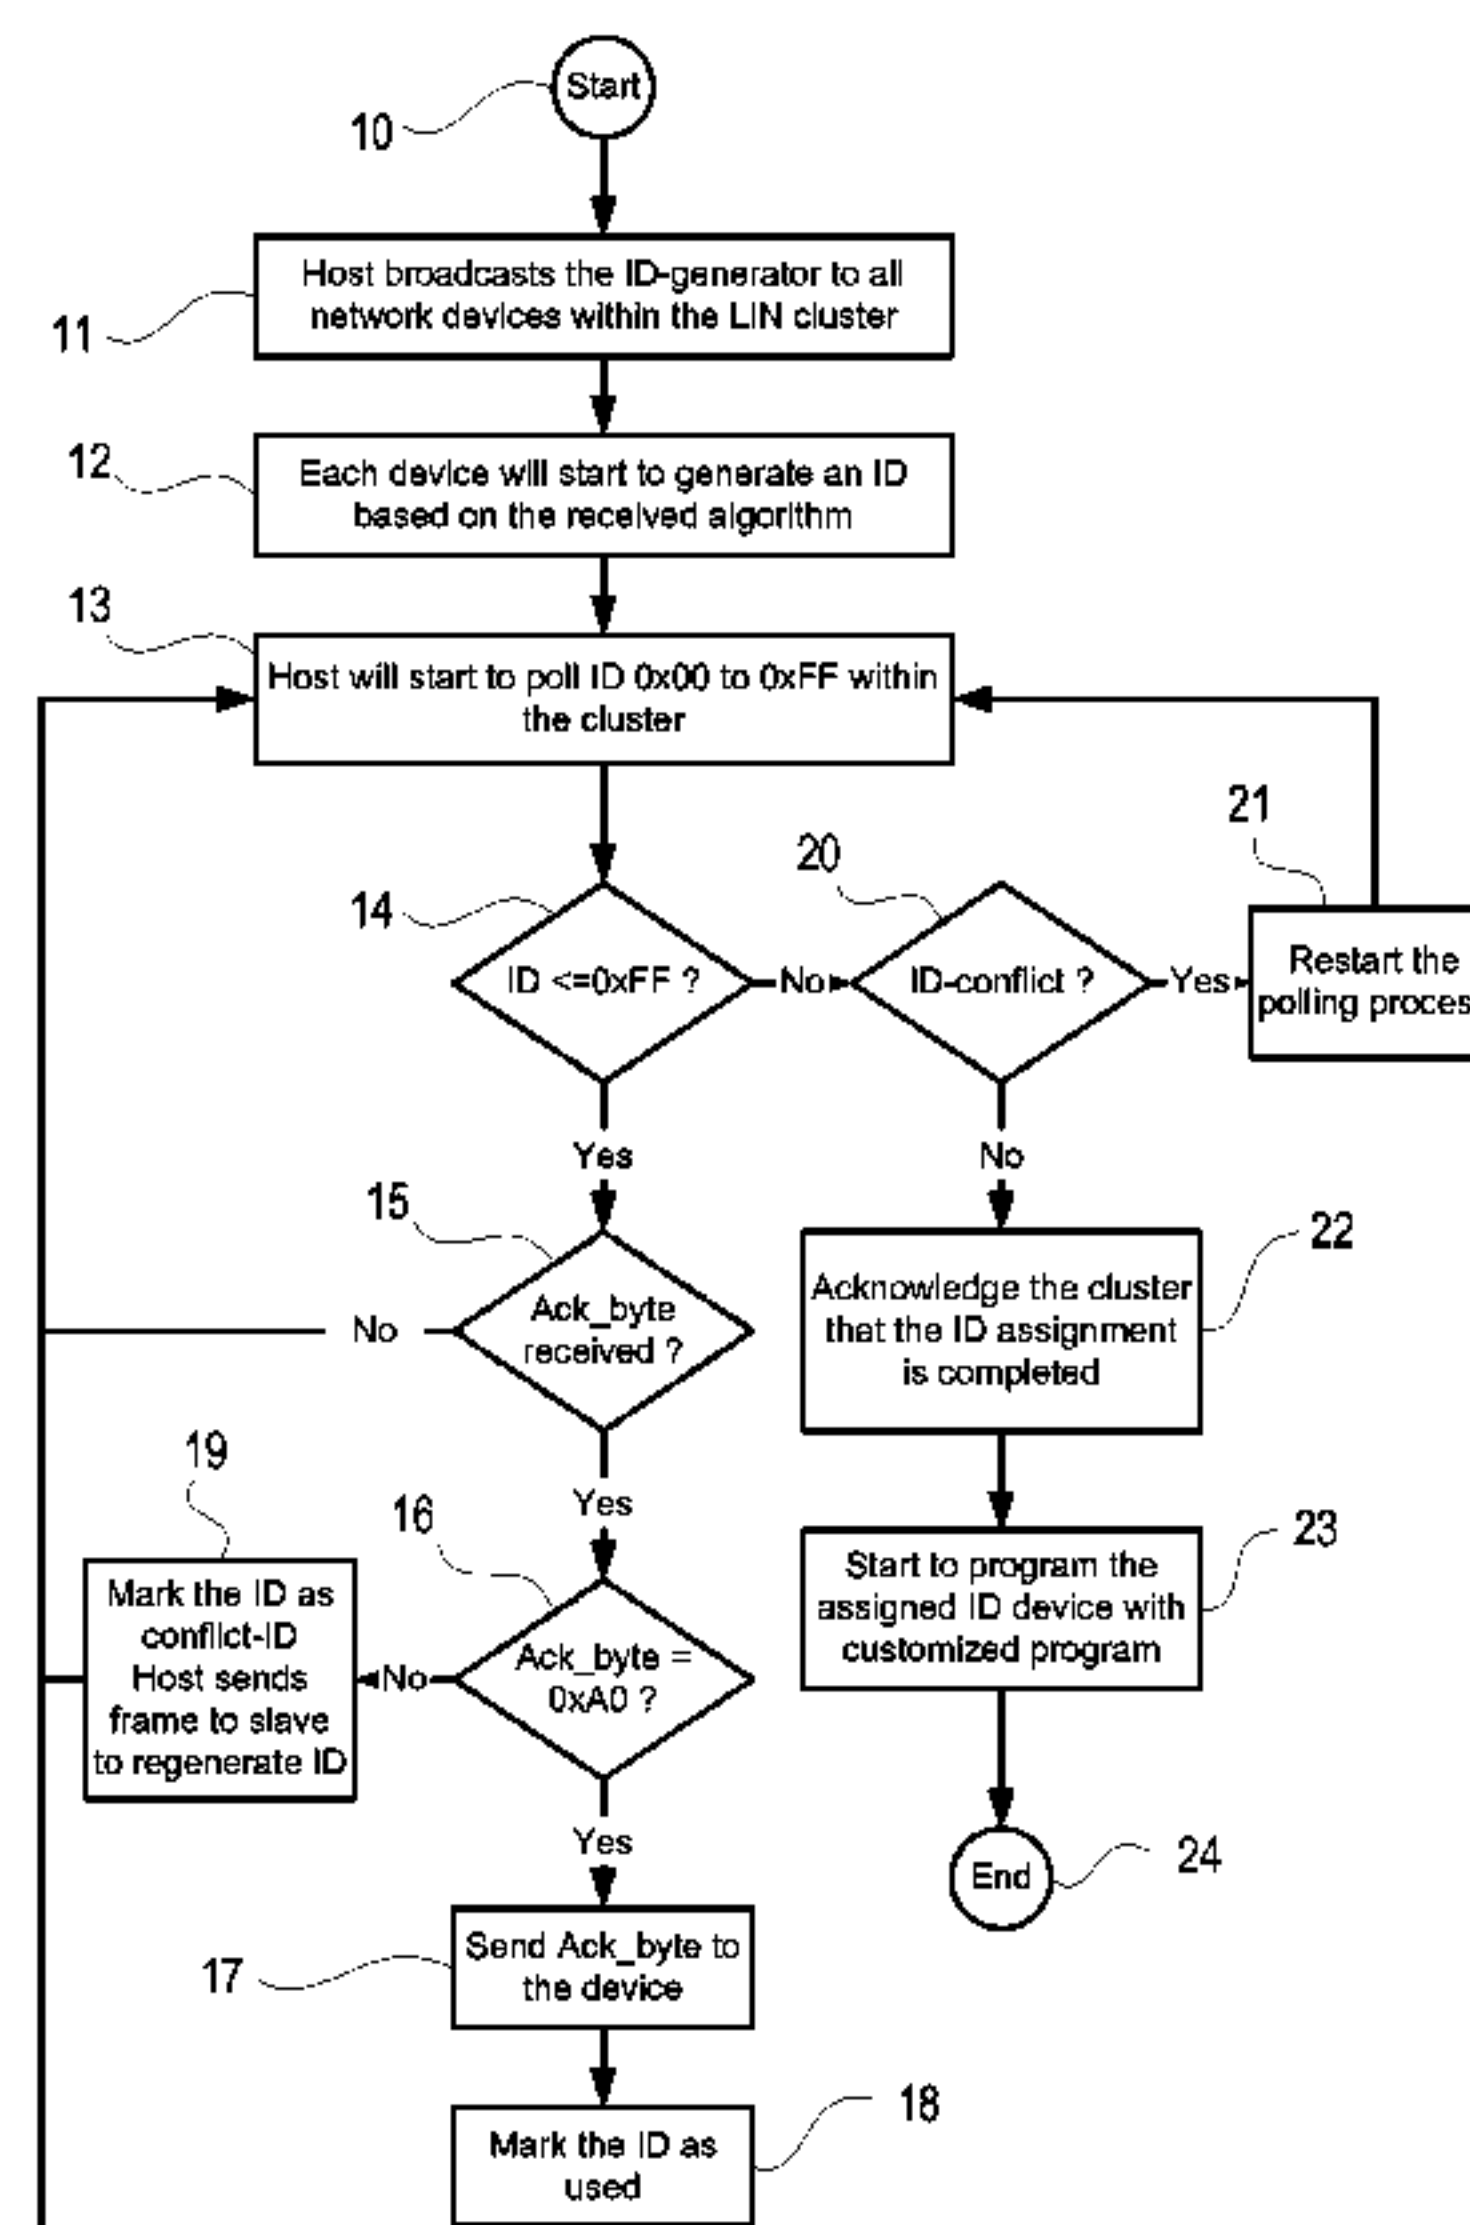 Start
10
Host broadcasts the ID-generator to all
network devices within the LIN cluster
11
12
Each device will start to generate an ID
based on the received algorithm
13
Host will start to poll ID 0x00 to 0xFF within
the cluster
14
ID <=0xFF ?
No
20
ID-conflict ?
Yes
21
Restart the
polling
Yes
No
15
Ack_byte
received ?
No
22
Acknowledge the cluster
that the ID assignment
is completed
Yes
19
16
Mark the ID as
conflict-ID
Host sends
frame to slave
to regenerate ID
No
Ack_byte =
0xA0 ?
23
Start to program the
assigned ID device with
customized program
Yes
End
24
17
Send Ack_byte to
the device
18
Mark the ID as
used